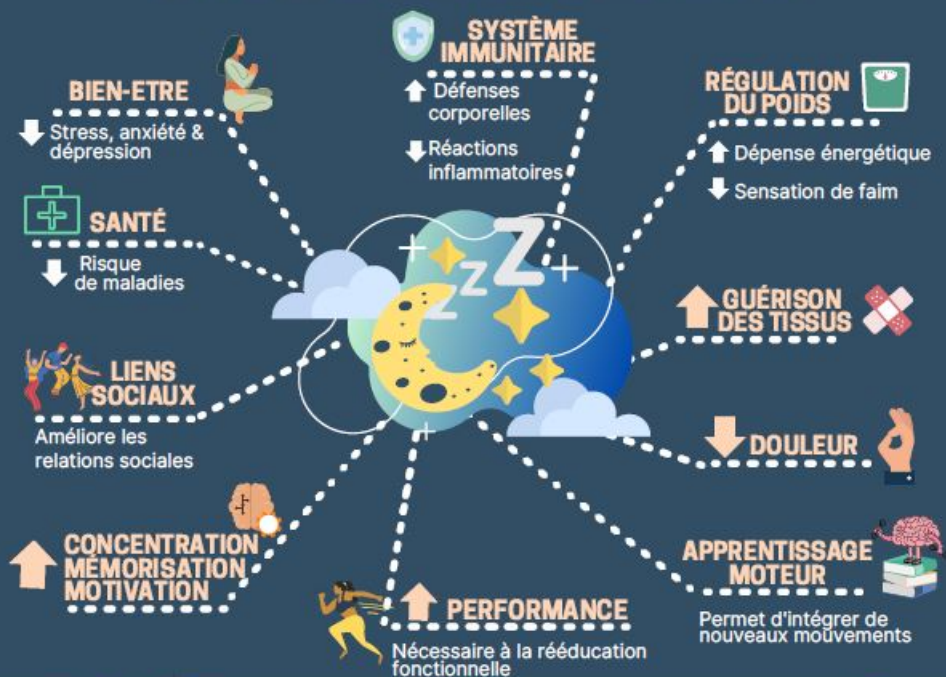 BIEN-ETRE
Stress, anxiété &
dépression
SYSTÈME
IMMUNITAIRE
Défenses
corporelles
Réactions
inflammatoires
RÉGULATION
DU POIDS
Dépense énergétique
Sensation de faim
SANTÉ
Risque
de maladies
Z
Z
Z
GUÉRISON
DES TISSUS
LIENS
SOCIAUX
Améliore les
relations sociales
DOULEUR
CONCENTRATION
MÉMORISATION
MOTIVATION
PERFORMANCE
Nécessaire à la rééducation
fonctionnelle
APPRENTISSAGE
MOTEUR
Permet d'intégrer de
nouveaux mouvements